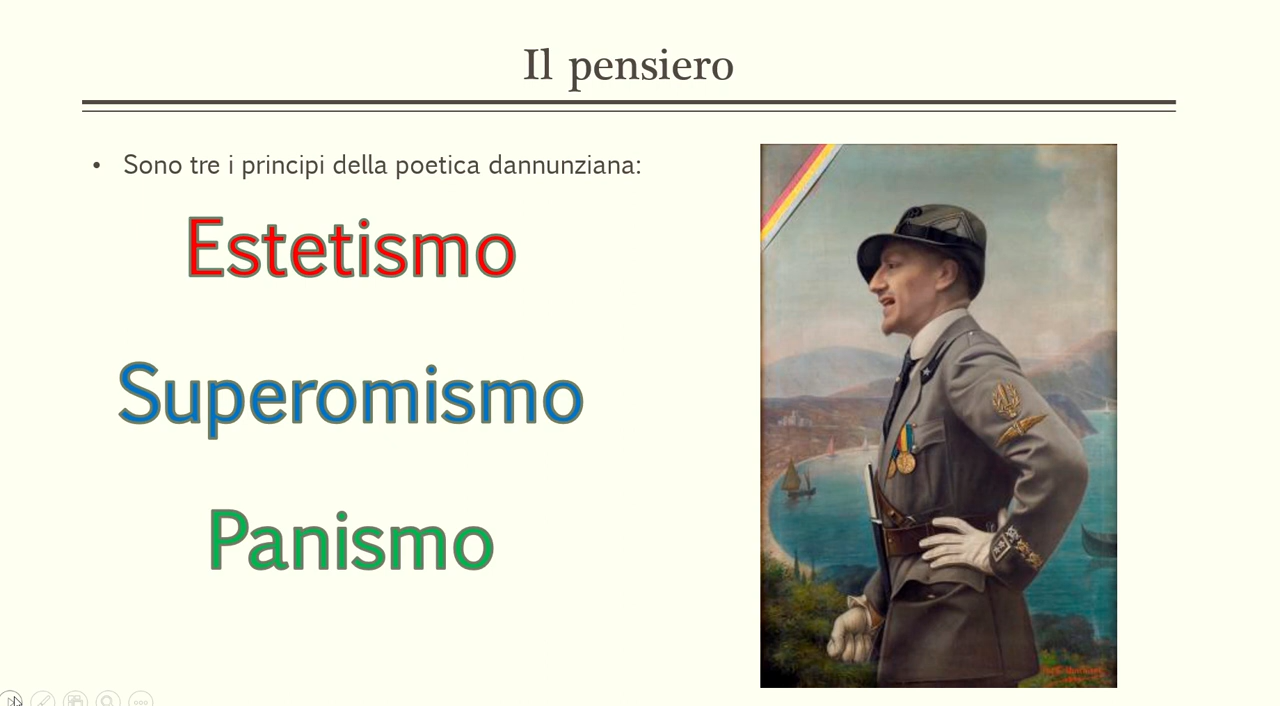 Il pensiero
• Sono tre i principi della poetica dannunziana:
Estetismo
Superomismo
Panismo